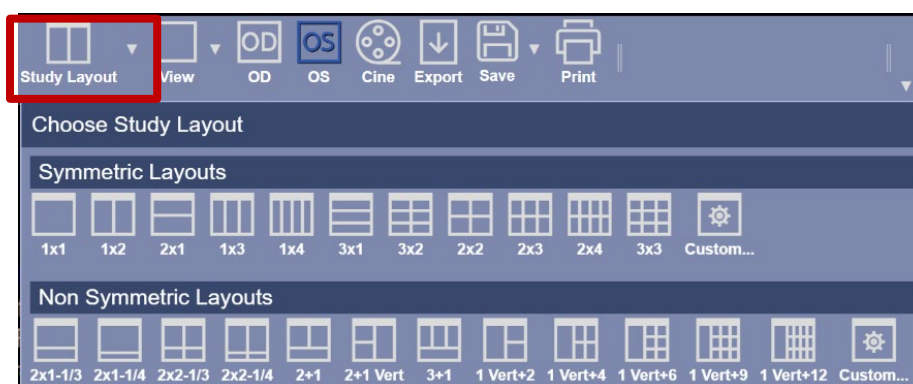 OD OS
Study Layout View OD OS Cine Export Save Print
Choose Study Layout
Symmetric Layouts
1x1 1x2 2x1 1x3 1x4 3x1 3x2 2x2 2x3 2x4 3x3 Custom...
Non Symmetric Layouts
2x1-1/3 2x1-1/4 2x2-1/3 2x2-1/4 2+1 2+1 Vert 3+1 1 Vert+2 1 Vert+4 1 Vert+6 1 Vert+9 1 Vert+12 Custom...